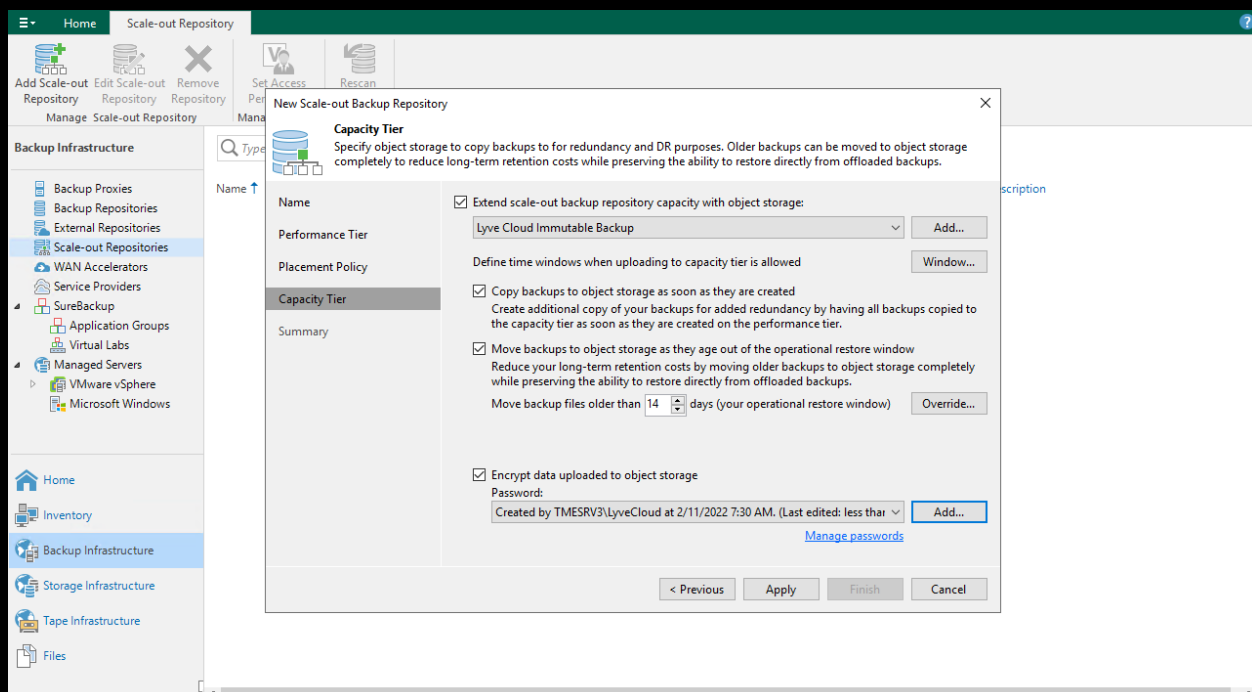 Home
Scale-out Repository
?
Add Scale-out Repository
Edit Scale-out Repository
Remove Repository
Set Access
Per
Rescan
Manage Scale-out Repository
Mana
Backup Infrastructure
Type
Backup Proxies
Backup Repositories
External Repositories
Scale-out Repositories
WAN Accelerators
Service Providers
SureBackup
Application Groups
Virtual Labs
Managed Servers
VMware vSphere
Microsoft Windows
Home
Inventory
Backup Infrastructure
Storage Infrastructure
Tape Infrastructure
Files
Name
scription
New Scale-out Backup Repository
Capacity Tier
Specify object storage to copy backups to for redundancy and DR purposes. Older backups can be moved to object storage
completely to reduce long-term retention costs while preserving the ability to restore directly from offloaded backups.
Name
Performance Tier
Placement Policy
Capacity Tier
Summary
Extend scale-out backup repository capacity with object storage:
Lyve Cloud Immutable Backup
Add...
Define time windows when uploading to capacity tier is allowed
Window...
Copy backups to object storage as soon as they are created
Create additional copy of your backups for added redundancy by having all backups copied to
the capacity tier as soon as they are created on the performance tier.
Move backups to object storage as they age out of the operational restore window
Reduce your long-term retention costs by moving older backups to object storage completely
while preserving the ability to restore directly from offloaded backups.
Move backup files older than 14 days (your operational restore window)
Override...
Encrypt data uploaded to object storage
Password:
Created by TMESRV3\LyveCloud at 2/11/2022 7:30 AM. (Last edited: less than
Add...
Manage passwords
< Previous
Apply
Finish
Cancel